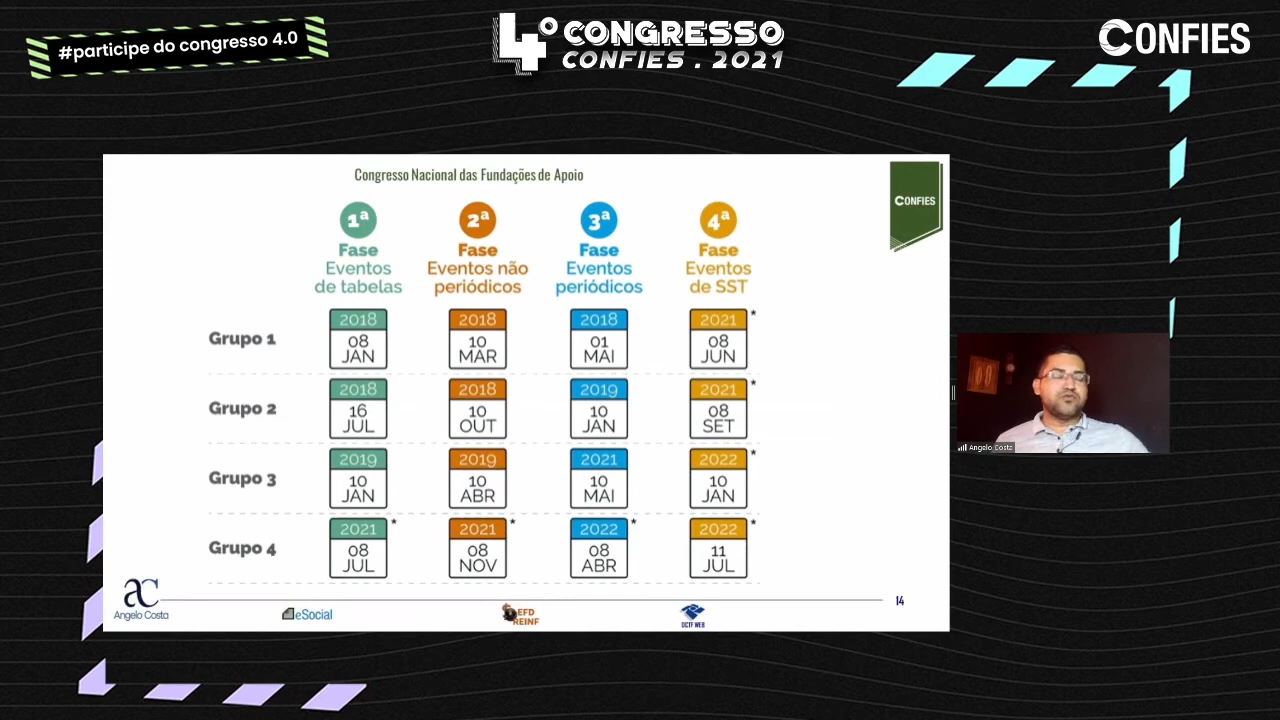 #participe do congresso 4.0
4º CONGRESSO
CONFIES . 2021
CONFIES
Congresso Nacional das Fundações de Apoio
CONFIES
1ª
Fase
Eventos
de tabelas
2ª
Fase
Eventos não
periódicos
3ª
Fase
Eventos
periódicos
4ª
Fase
Eventos
de SST
Grupo 1
2018
08
JAN
2018
10
MAR
2018
01
MAI
2021 *
08
JUN
Grupo 2
2018
16
JUL
2018
10
OUT
2019
10
JAN
2021 *
08
SET
Grupo 3
2019
10
JAN
2019
10
ABR
2021
10
MAI
2022 *
10
JAN
Grupo 4
2021 *
08
JUL
2021 *
08
NOV
2022 *
08
ABR
2022 *
11
JUL
AC
Angelo Costa
eSocial
EFD
REINF
DCTF WEB
14
Angelo Costa